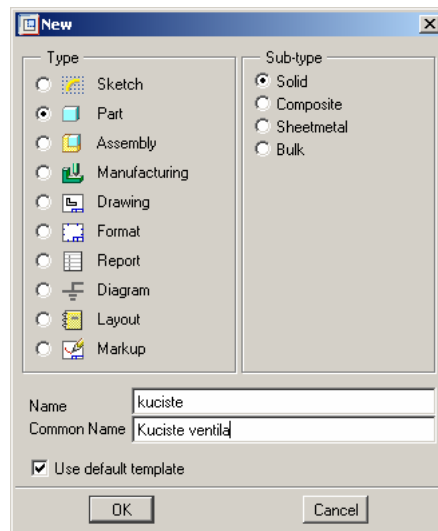 New
Type
Sketch
Part
Assembly
Manufacturing
Drawing
Format
Report
Diagram
Layout
Markup
Sub-type
Solid
Composite
Sheetmetal
Bulk
Name kuciste
Common Name Kuciste ventila
Use default template
OK Cancel